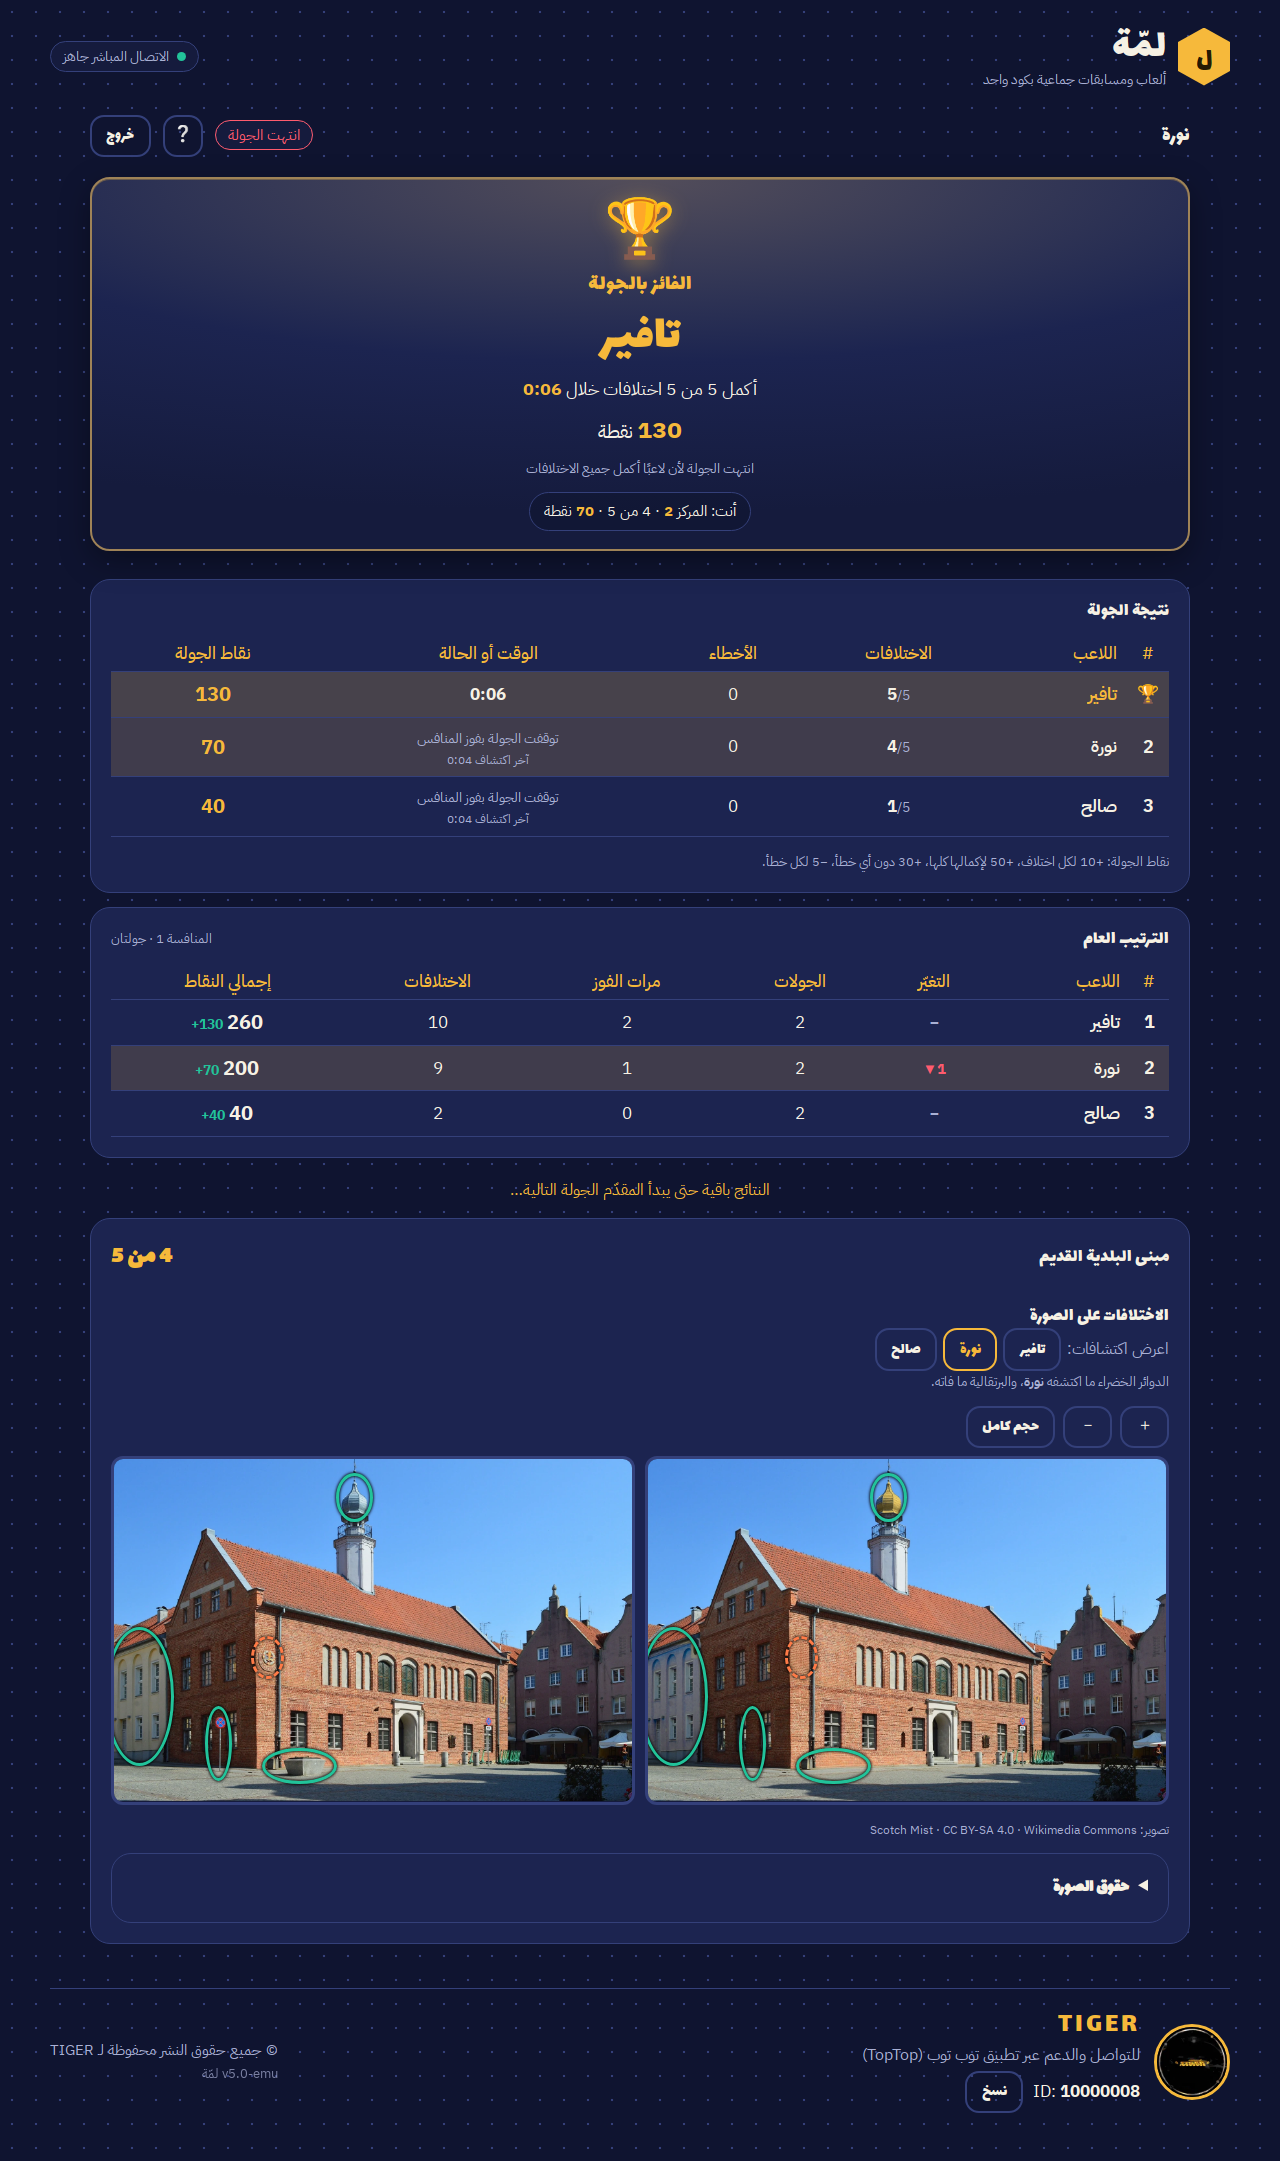 ل
لمّة
ألعاب ومسابقات جماعية بكود واحد
الاتصال المباشر جاهز
نورة
انتهت الجولة
?
خروج
الفائز بالجولة
تافير
أكمل 5 من 5 اختلافات خلال 0:06
130 نقطة
انتهت الجولة لأن لاعبًا أكمل جميع الاختلافات
أنت: المركز 2 · 4 من 5 · 70 نقطة
نتيجة الجولة
# اللاعب الاختلافات الأخطاء الوقت أو الحالة نقاط الجولة
تافير 5/5 0 0:06 130
2 نورة 4/5 0 توقفت الجولة بفوز المنافس 70
آخر اكتشاف 0:04
3 صالح 1/5 0 توقفت الجولة بفوز المنافس 40
آخر اكتشاف 0:04
نقاط الجولة: +10 لكل اختلاف، +50 لإكمالها كلها، +30 دون أي خطأ، −5 لكل خطأ.
الترتيب العام
المنافسة 1 · جولتان
# اللاعب التغيّر الجولات مرات الفوز الاختلافات إجمالي النقاط
1 تافير – 2 2 10 260 +130
2 نورة ▼1 2 1 9 200 +70
3 صالح – 2 0 2 40 +40
النتائج باقية حتى يبدأ المقدّم الجولة التالية…
مبنى البلدية القديم
4 من 5
الاختلافات على الصورة
اعرض اكتشافات: تافير نورة صالح
الدوائر الخضراء ما اكتشفه نورة، والبرتقالية ما فاته.
+ − حجم كامل
تصوير: Scotch Mist · CC BY-SA 4.0 · Wikimedia Commons
◀ حقوق الصورة
TIGER
للتواصل والدعم عبر تطبيق توب توب (TopTop)
ID: 10000008 نسخ
© جميع حقوق النشر محفوظة لـ TIGER
لمّة v5.0-emu